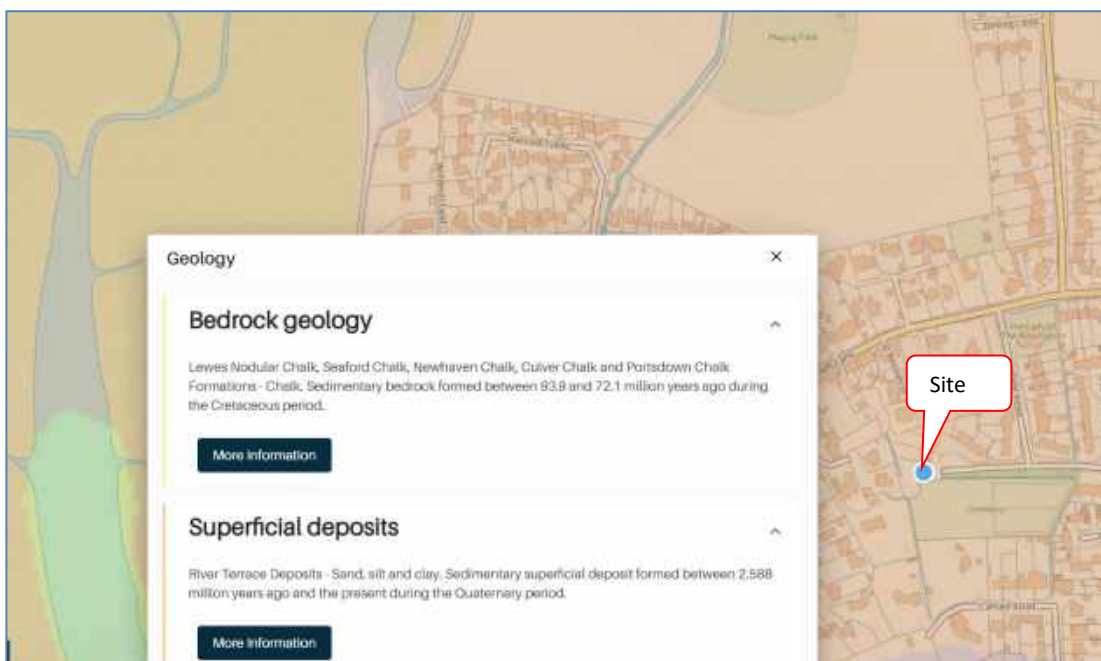 Playing Field
Geology
Bedrock geology
Lewes Nodular Chalk, Seaford Chalk, Newhaven Chalk, Culver Chalk and Portsdown Chalk
Formations - Chalk. Sedimentary bedrock formed between 93.9 and 72.1 million years ago during
the Cretaceous period.
More Information
Site
Superficial deposits
River Terrace Deposits - Sand, silt and clay. Sedimentary superficial deposit formed between 2.588
million years ago and the present during the Quaternary period.
More Information